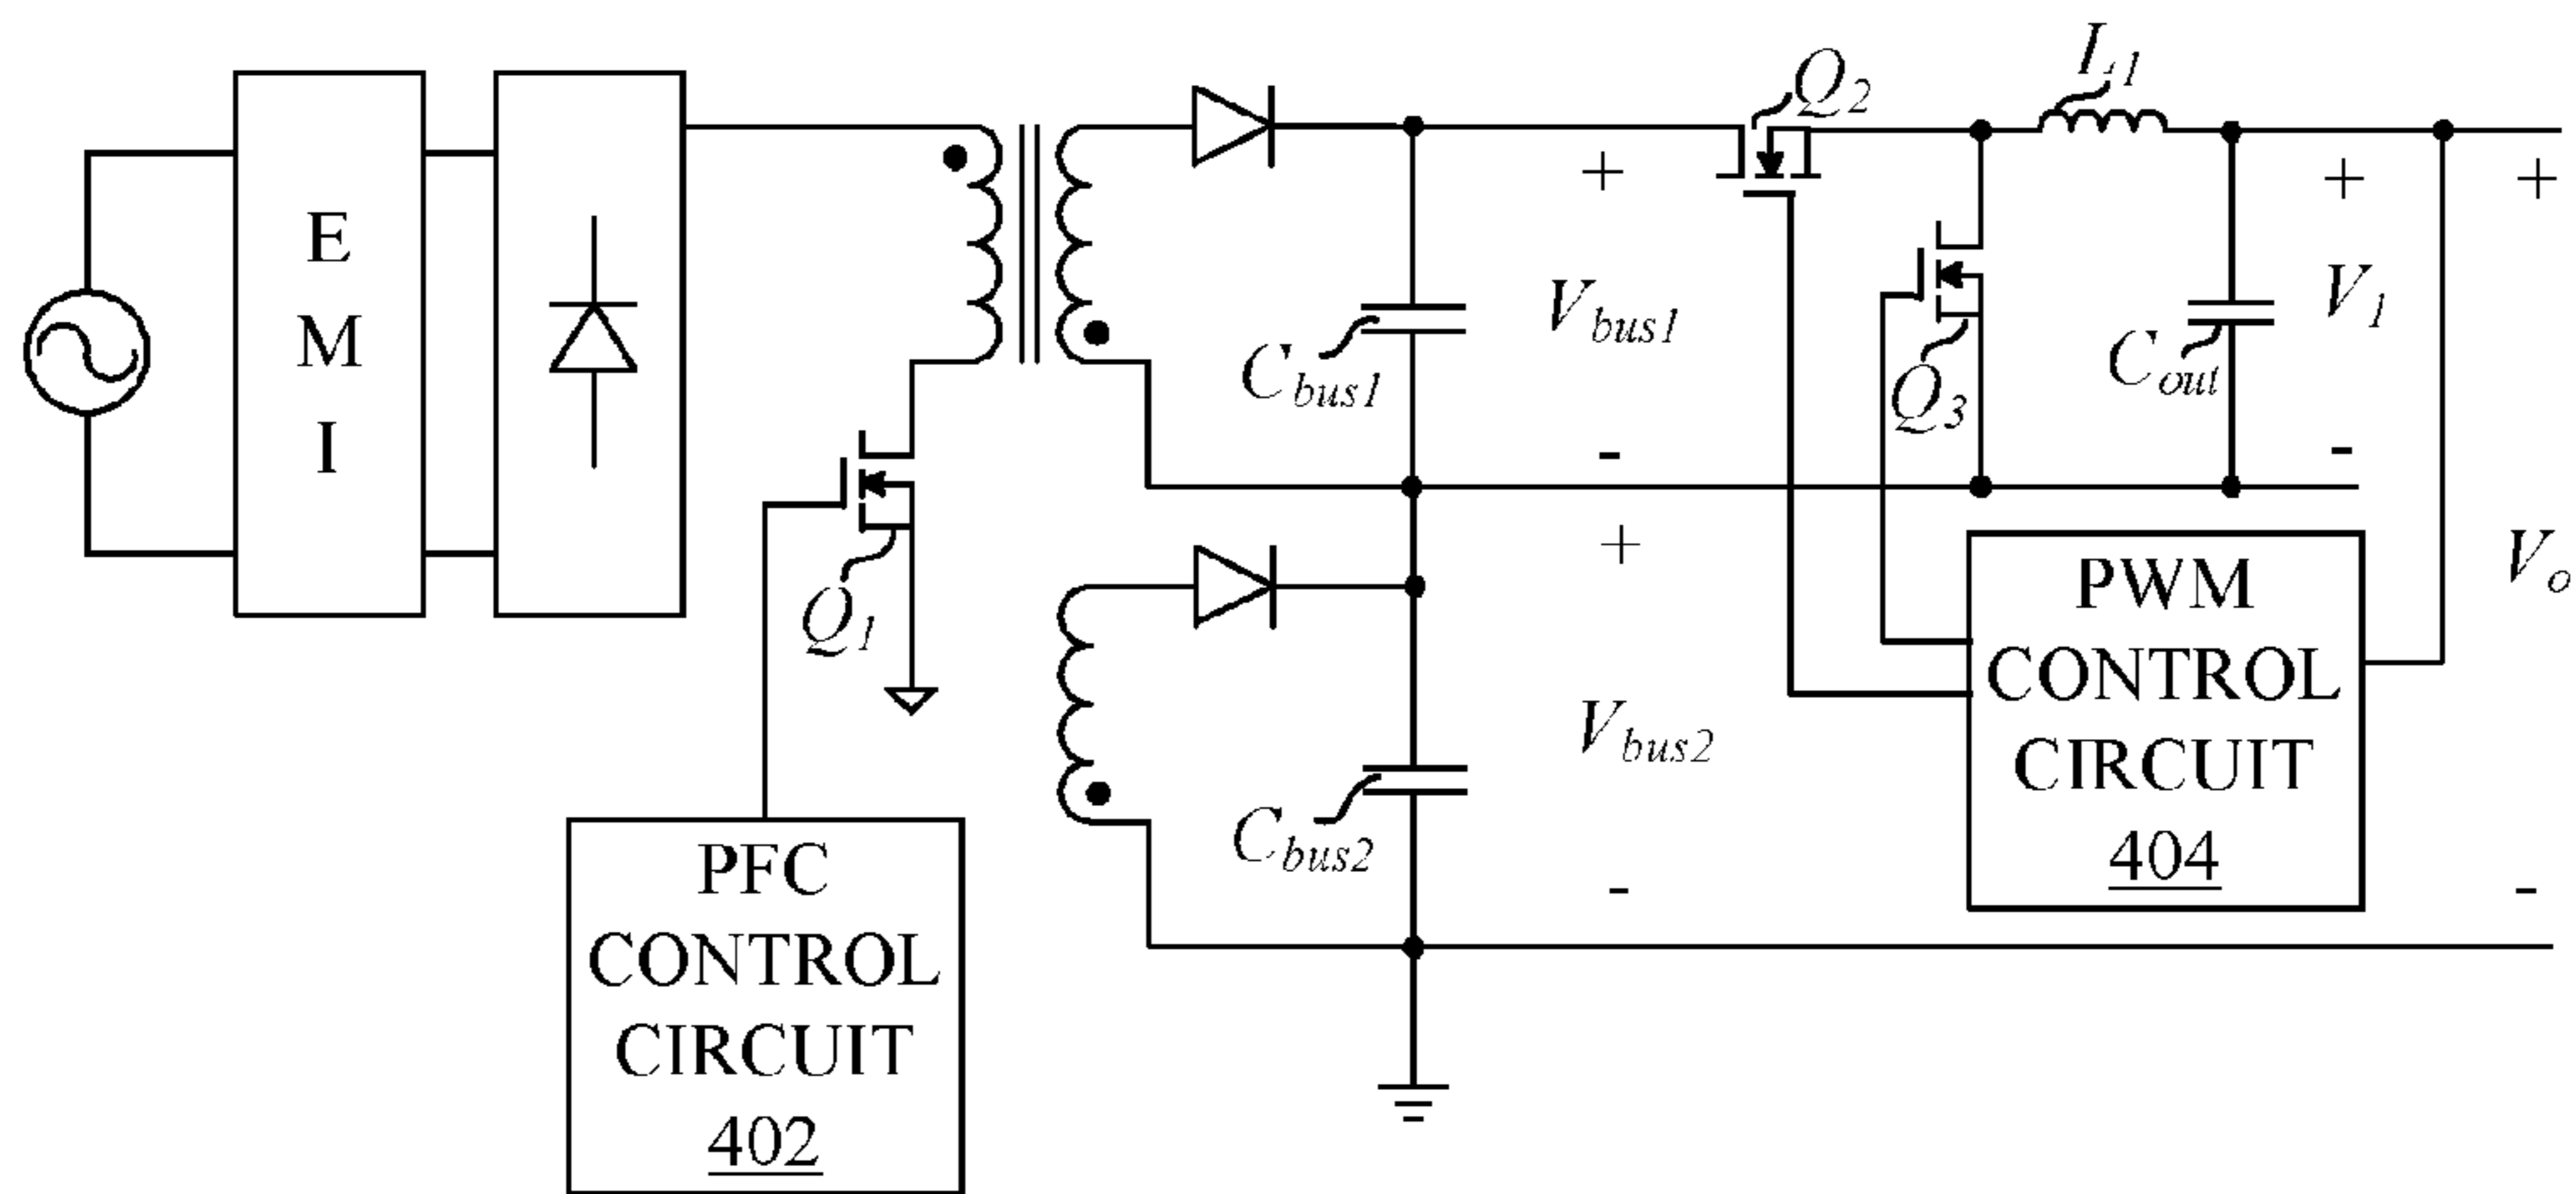 E
M
I
Q1
PFC
CONTROL
CIRCUIT
402
Cbus1
+
Vbus1
-
Cbus2
+
Vbus2
-
Q2
L1
Q3
Cout
+
V1
-
PWM
CONTROL
CIRCUIT
404
+
Vo
-